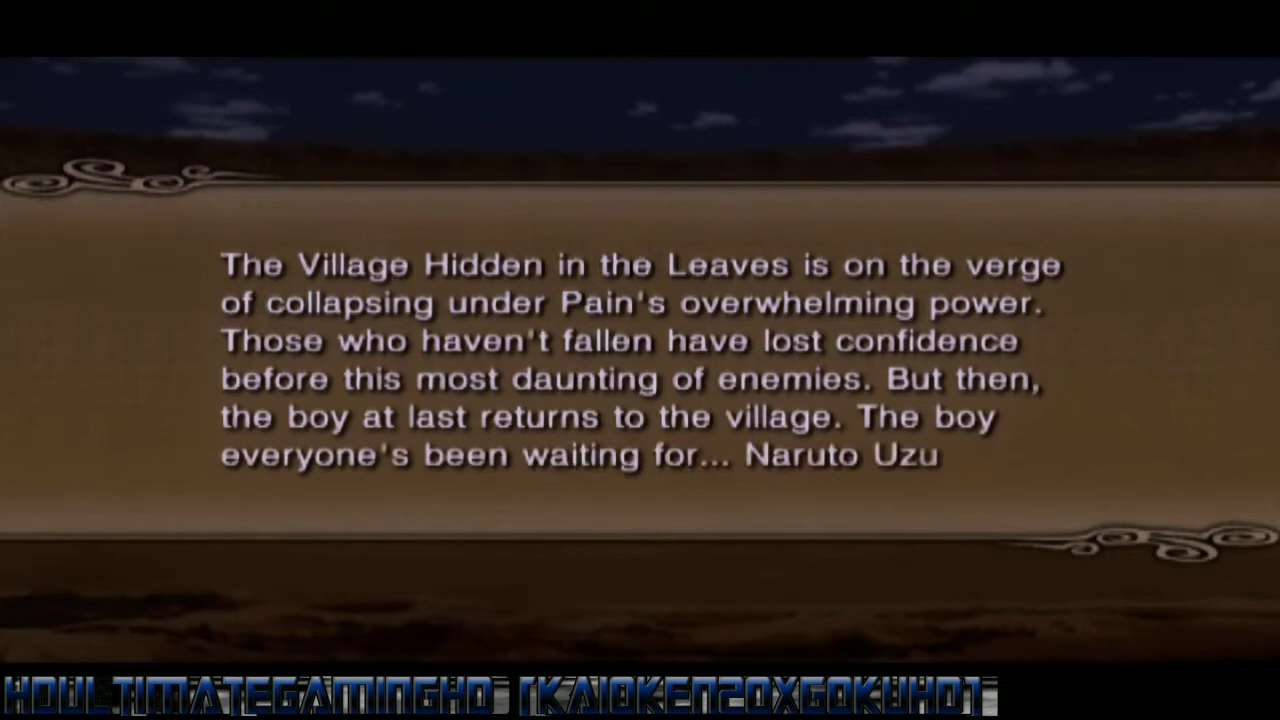 The Village Hidden in the Leaves is on the verge
of collapsing under Pain's overwhelming power.
Those who haven't fallen have lost confidence
before this most daunting of enemies. But then,
the boy at last returns to the village. The boy
everyone's been waiting for... Naruto Uzu
HDULTIMATEGAMINGHD [KAIOKEN20XGOKUHD]